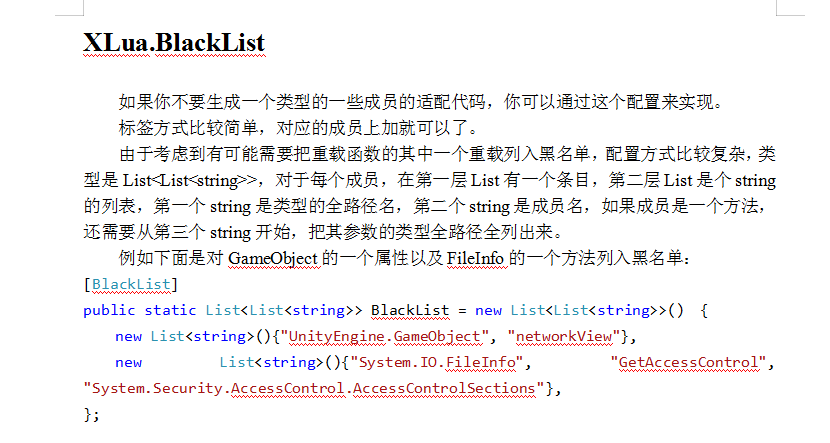 XLua.BlackList
如果你不要生成一个类型的一些成员的适配代码，你可以通过这个配置来实现。
标签方式比较简单，对应的成员上加就可以了。
由于考虑到有可能需要把重载函数的其中一个重载列入黑名单，配置方式比较复杂，类
型是 List<List<string>>，对于每个成员，在第一层 List 有一个条目，第二层 List 是个 string
的列表，第一个 string 是类型的全路径名，第二个 string 是成员名，如果成员是一个方法，
还需要从第三个 string 开始，把其参数的类型全路径全列出来。
例如下面是对 GameObject 的一个属性以及 FileInfo 的一个方法列入黑名单：
[BlackList]
public static List<List<string>> BlackList = new List<List<string>>() {
new List<string>(){"UnityEngine.GameObject", "networkView"},
new List<string>(){"System.IO.FileInfo", "GetAccessControl",
"System.Security.AccessControl.AccessControlSections"},
};